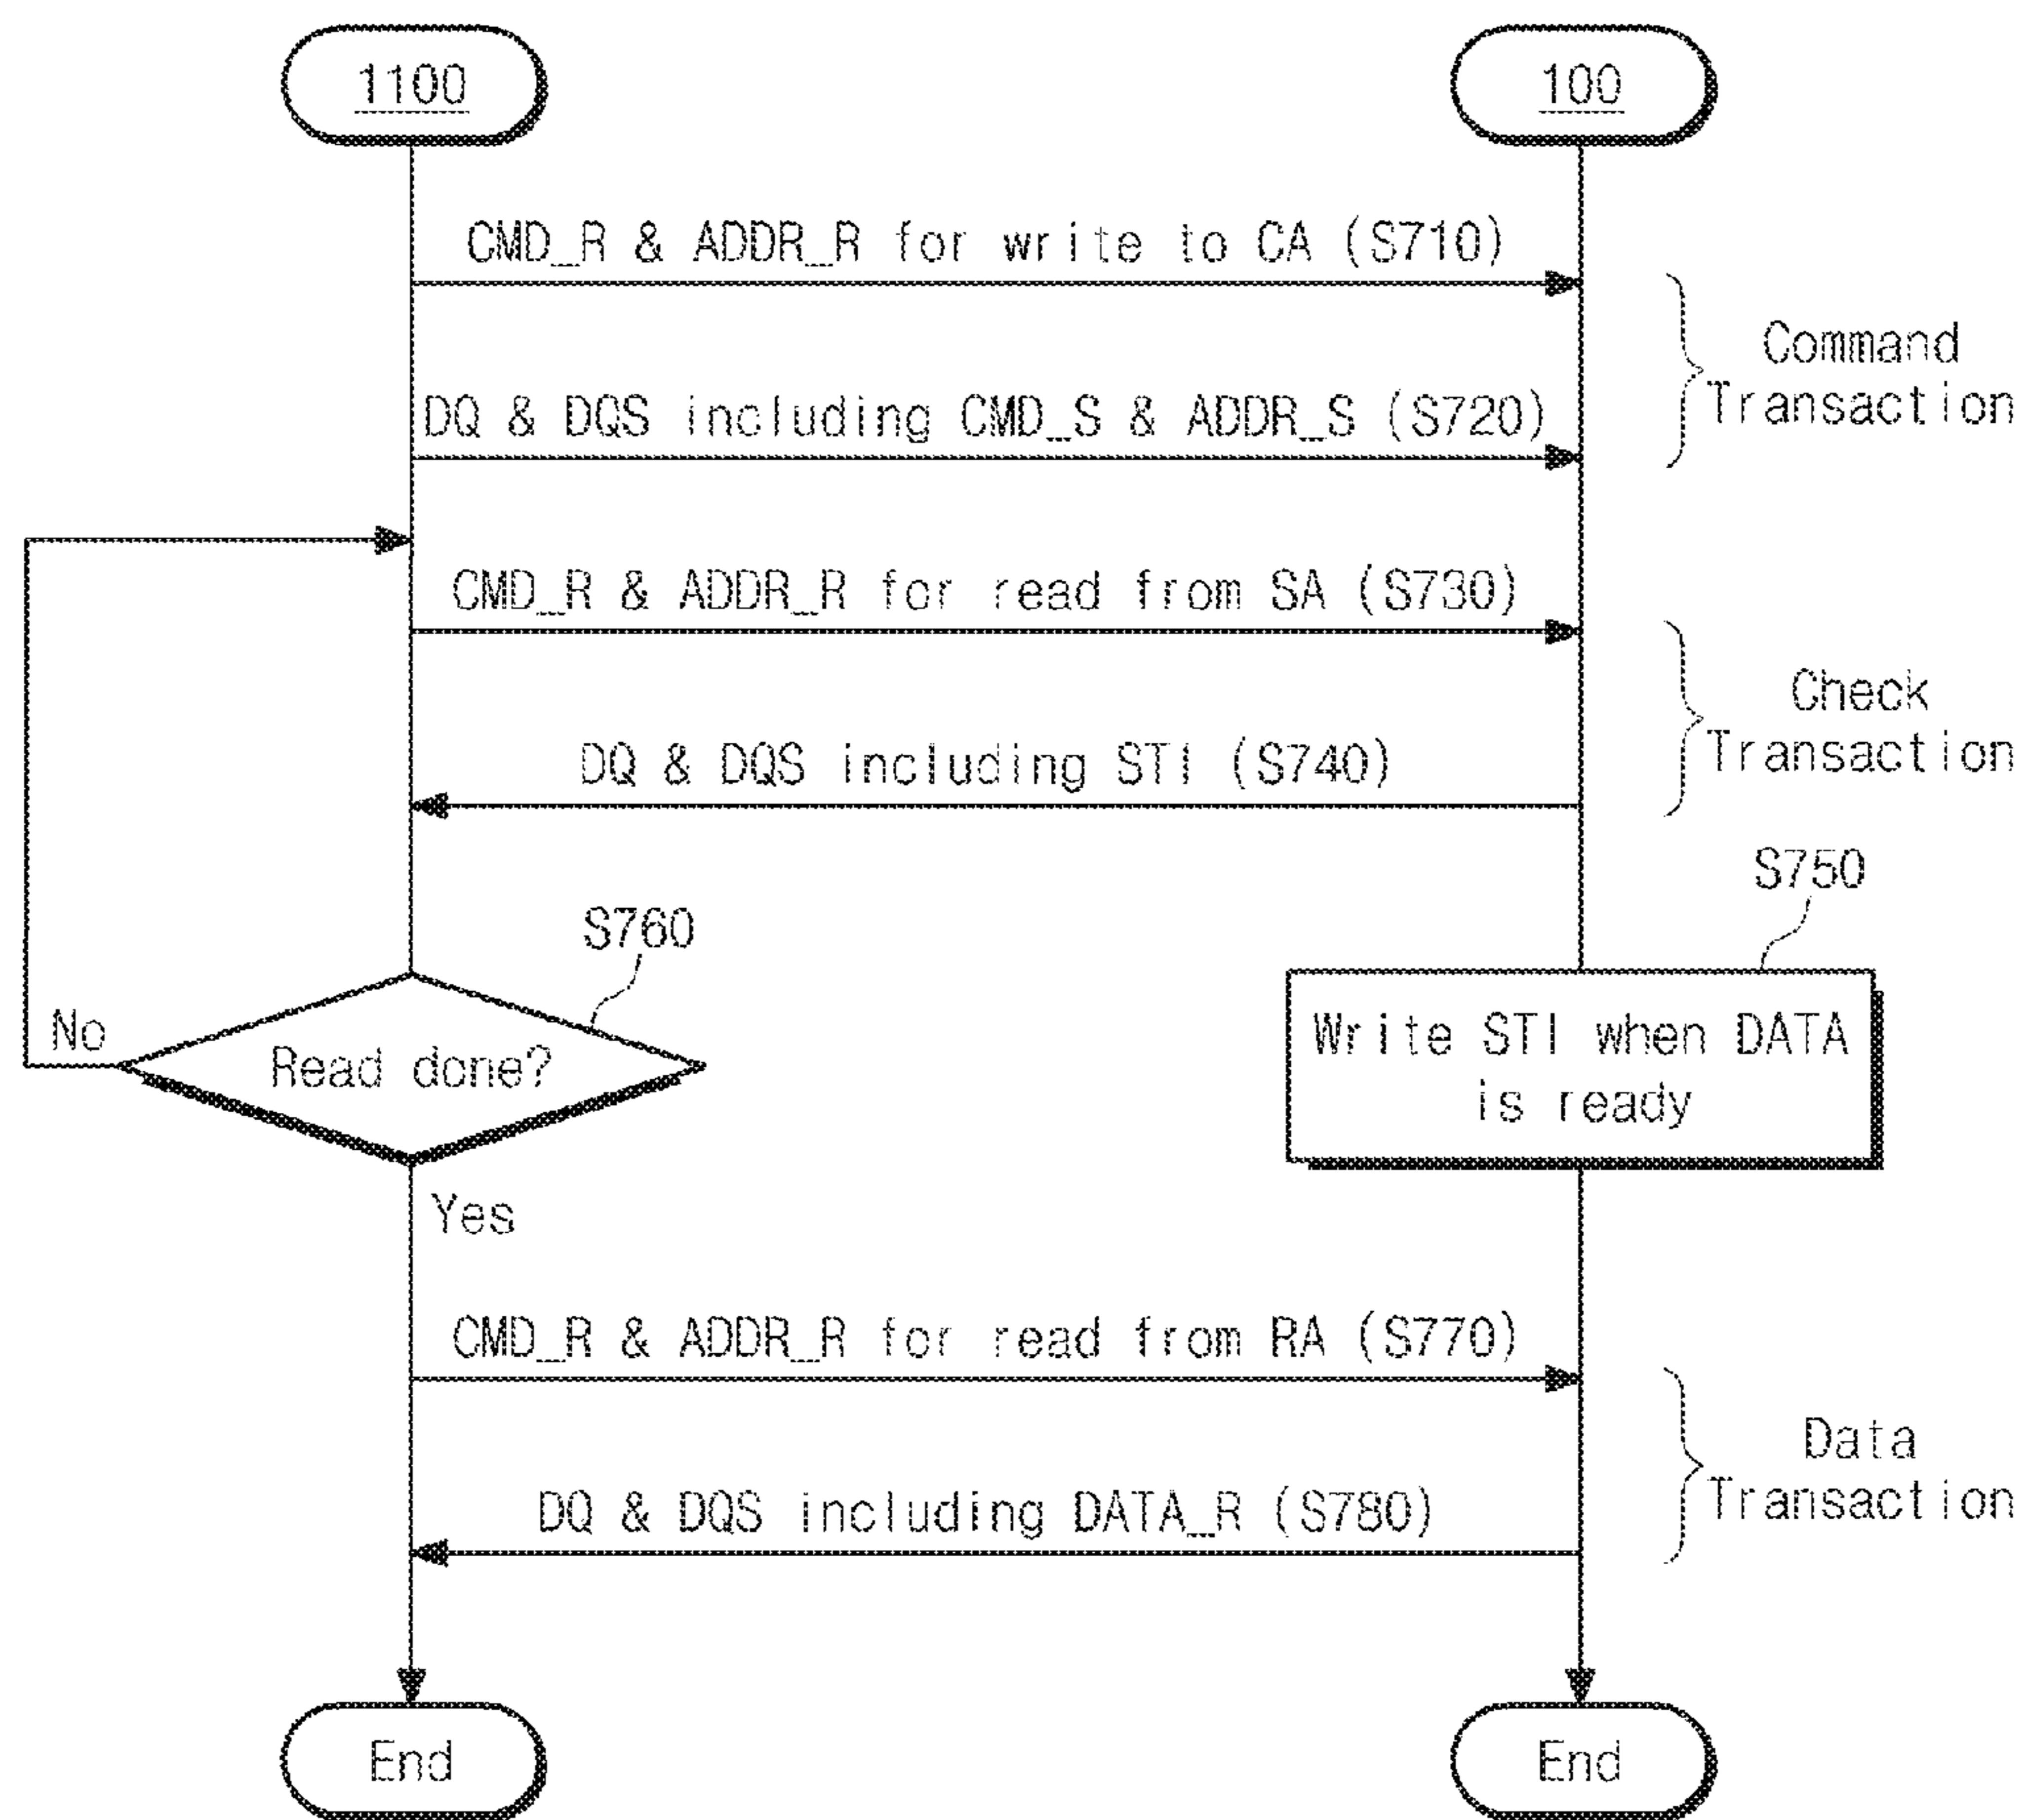 1100
100
CMD_R & ADDR_R for write to CA (S710)
Command
Transaction
DQ & DQS including CMD_S & ADDR_S (S720)
CMD_R & ADDR_R for read from SA (S730)
Check
Transaction
DQ & DQS including STI (S740)
S750
S760
No
Read done?
Write STI when DATA
is ready
Yes
CMD_R & ADDR_R for read from RA (S770)
Data
Transaction
DQ & DQS including DATA_R (S780)
End
End